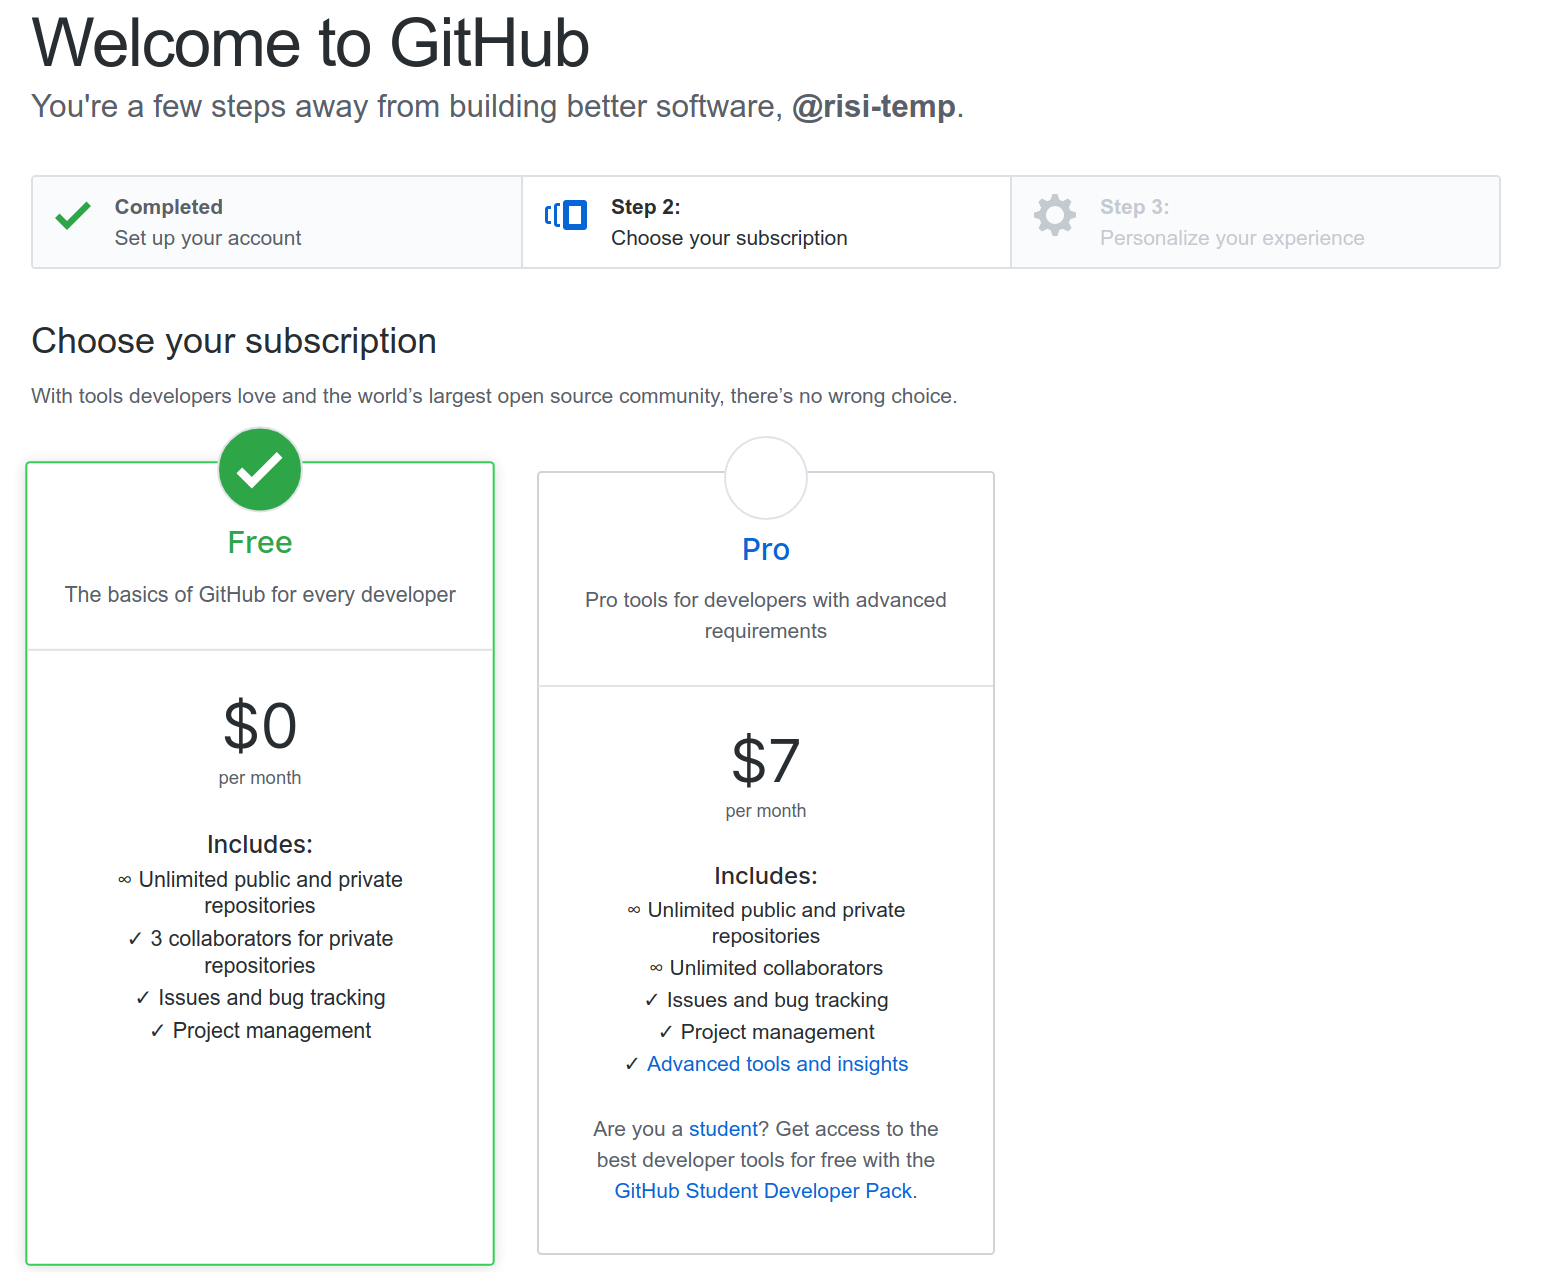 Welcome to GitHub
You're a few steps away from building better software, @risi-temp.
Completed
Set up your account
Step 2:
Choose your subscription
Step 3:
Personalize your experience
Choose your subscription
With tools developers love and the world’s largest open source community, there’s no wrong choice.
Free
The basics of GitHub for every developer
$0
per month
Includes:
∞ Unlimited public and private
repositories
✓ 3 collaborators for private
repositories
✓ Issues and bug tracking
✓ Project management
Pro
Pro tools for developers with advanced
requirements
$7
per month
Includes:
∞ Unlimited public and private
repositories
∞ Unlimited collaborators
✓ Issues and bug tracking
✓ Project management
✓ Advanced tools and insights
Are you a student? Get access to the
best developer tools for free with the
GitHub Student Developer Pack.